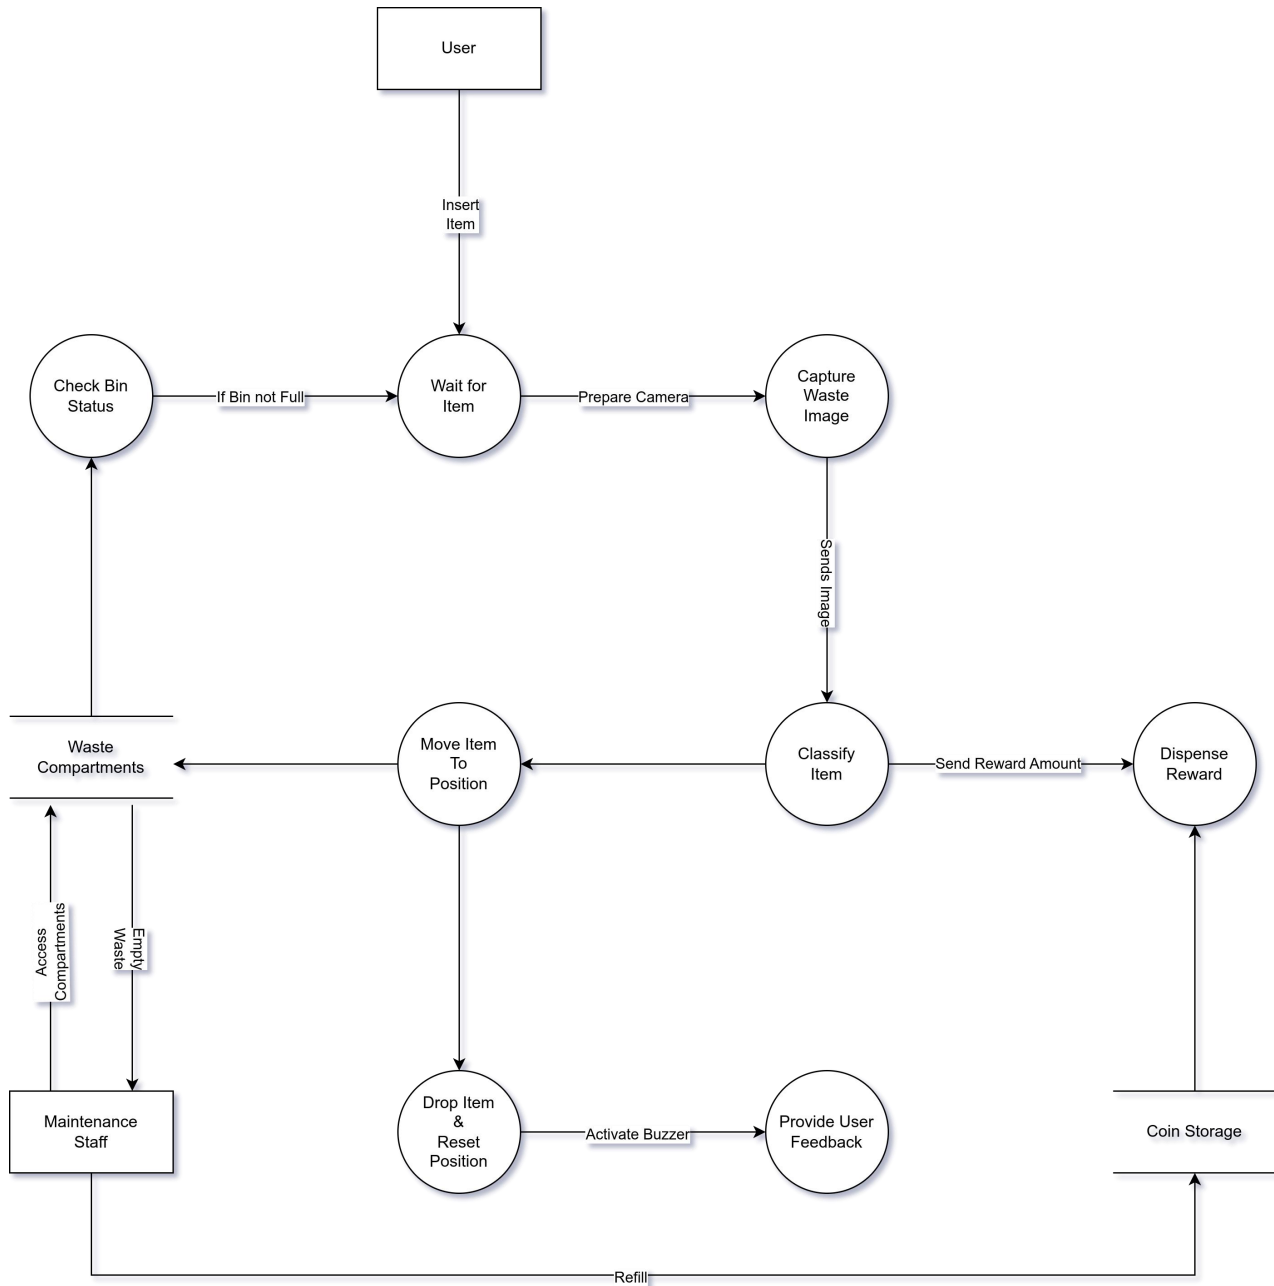 User
Insert
Item
Check Bin
Status
If Bin not Full
Wait for
Item
Prepare Camera
Capture
Waste
Image
Sends Image
Waste
Compartments
Move Item
To
Position
Classify
Item
Send Reward Amount
Dispense
Reward
Access
Compartments
Empty
Waste
Maintenance
Staff
Drop Item
&
Reset
Position
Activate Buzzer
Provide User
Feedback
Coin Storage
Refill